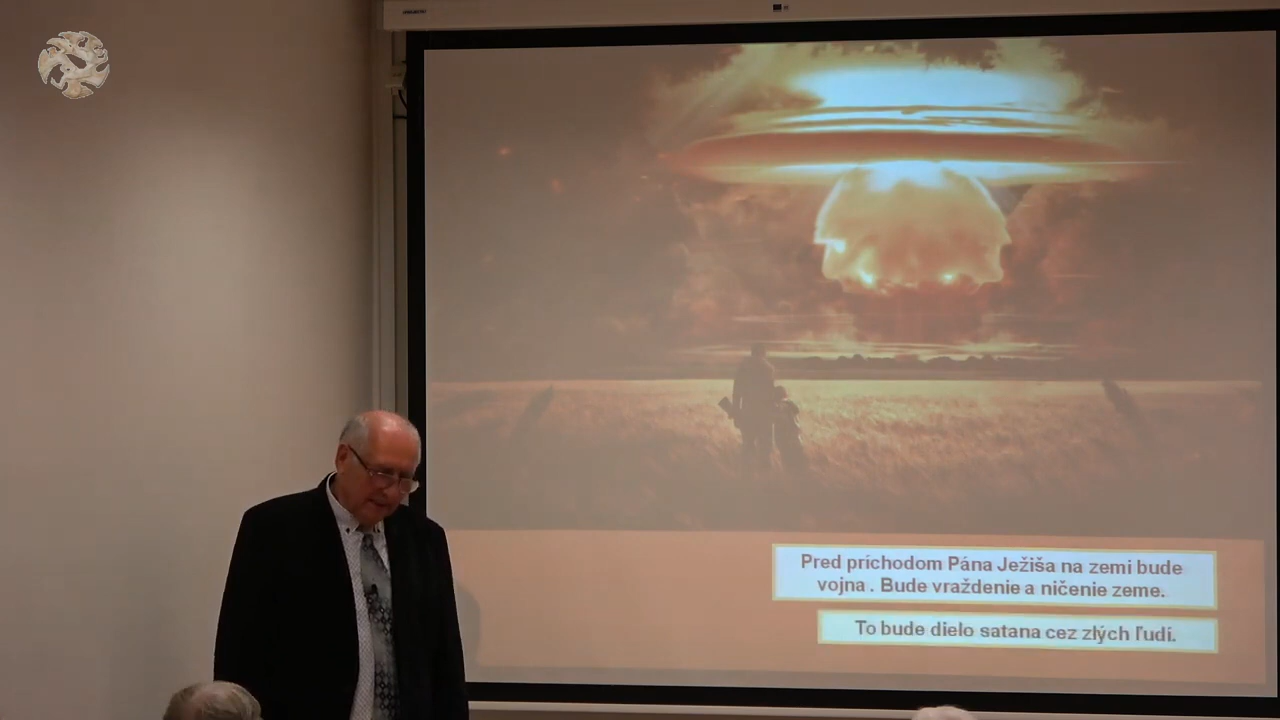 Pred príchodom Pána Ježiša na zemi bude
vojna . Bude vraždenie a ničenie zeme.
To bude dielo satana cez zlých ľudí.